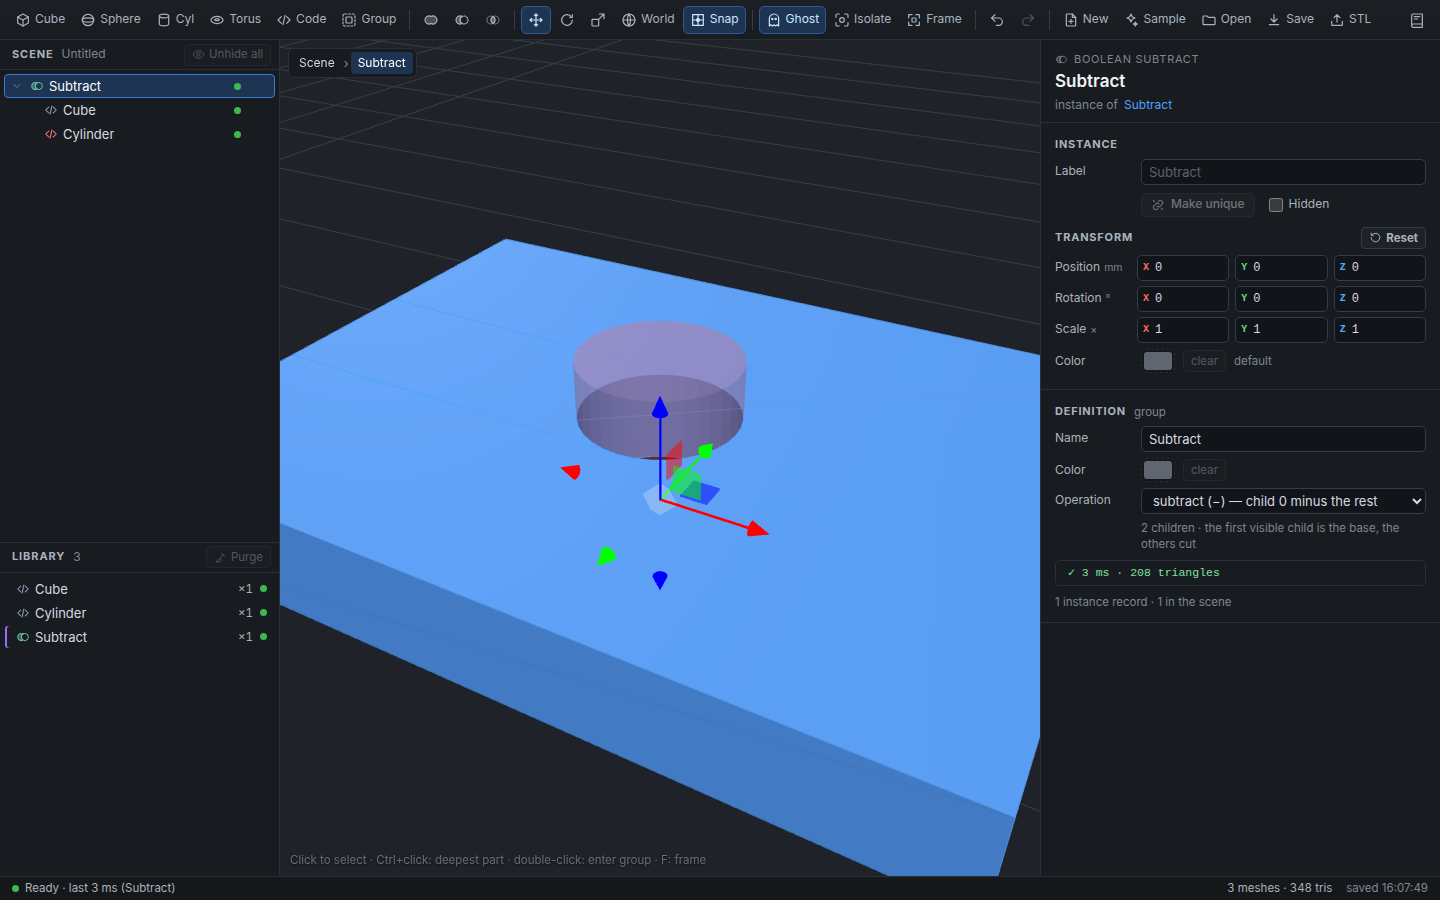 Cube Sphere Cyl Torus Code Group World Snap Ghost Isolate Frame New Sample Open Save STL
SCENE Untitled Unhide all
Subtract
Cube
Cylinder
LIBRARY 3 Purge
Cube ×1
Cylinder ×1
Subtract ×1
Scene › Subtract
Click to select · Ctrl+click: deepest part · double-click: enter group · F: frame
BOOLEAN SUBTRACT
Subtract
instance of Subtract
INSTANCE
Label Subtract
Make unique Hidden
TRANSFORM Reset
Position mm X 0 Y 0 Z 0
Rotation ° X 0 Y 0 Z 0
Scale × X 1 Y 1 Z 1
Color clear default
DEFINITION group
Name Subtract
Color clear
Operation subtract (−) — child 0 minus the rest
2 children · the first visible child is the base, the
others cut
✓ 3 ms · 208 triangles
1 instance record · 1 in the scene
Ready · last 3 ms (Subtract) 3 meshes · 348 tris saved 16:07:49